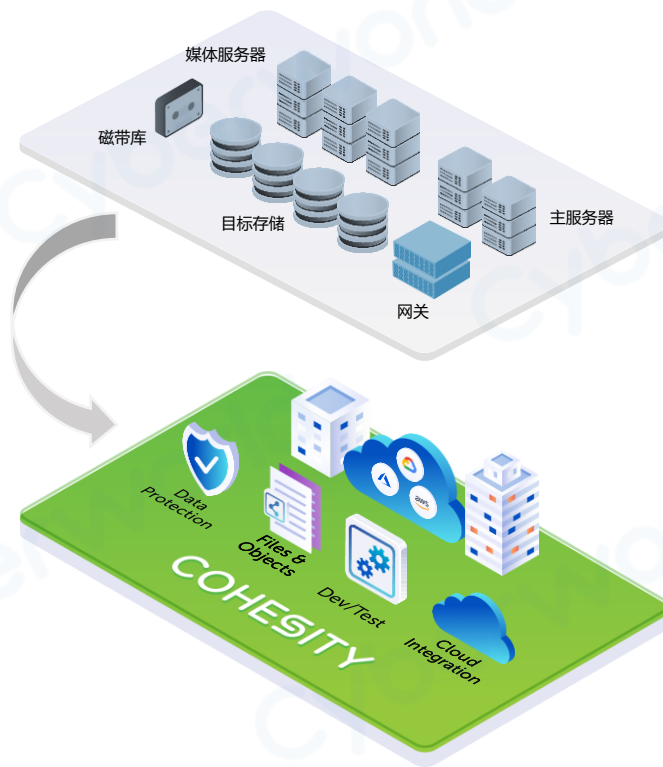 媒体服务器
磁带库
目标存储
主服务器
网关
Data
Protection
Files &
Objects
aws
Dev/Test
Cloud
Integration
COHESITY